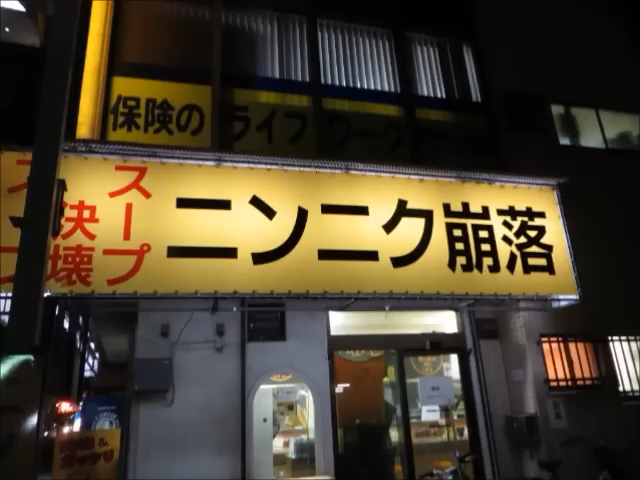 保険の
ライフワーク
スープ
決壊
ニンニク崩落